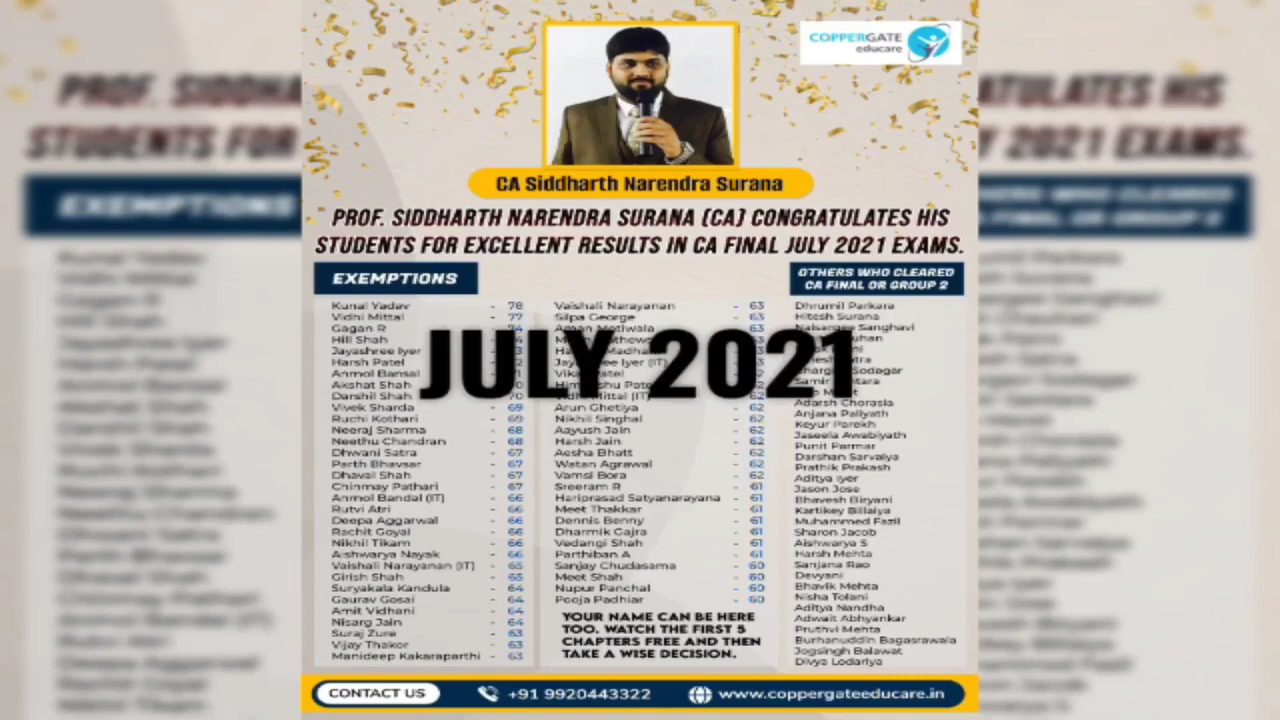 COPPERGATE
educare
CA Siddharth Narendra Surana
PROF. SIDDHARTH NARENDRA SURANA (CA) CONGRATULATES HIS
STUDENTS FOR EXCELLENT RESULTS IN CA FINAL JULY 2021 EXAMS.
EXEMPTIONS
Kunal Yadav - 78
Vidhi Mittal - 77
Gagan R
Hill Shah
Jayashree Iyer
Harsh Patel
Anmol Bansal
Akshat Shah
Darshil Shah - 70
Vivek Sharda - 69
Ruchi Kothari - 69
Neeraj Sharma - 68
Neethu Chandran - 68
Dhwani Satra - 67
Parth Bhavsar - 67
Dhaval Shah - 67
Chinmay Pathari - 67
Anmol Bandal (IT) - 66
Rutvi Atri - 66
Deepa Aggarwal - 66
Rachit Goyal - 66
Nikhil Tikam - 66
Aishwarya Nayak - 66
Vaishali Narayanan (IT) - 65
Girish Shah - 65
Suryakala Kandula - 64
Gaurav Gosai - 64
Amit Vidhani - 64
Nisarg Jain - 64
Suraj Zure - 63
Vijay Thakor - 63
Manideep Kakaraparthi - 63
Vaishali Narayanan - 63
Silpa George - 63
Aman Motiwala - 63
JULY 2021
Arun Ghetiya - 62
Nikhil Singhal - 62
Aayush Jain - 62
Harsh Jain - 62
Aesha Bhatt - 62
Watan Agrawal - 62
Vamsi Bora - 62
Sreeram R - 61
Hariprasad Satyanarayana - 61
Meet Thakkar - 61
Dennis Benny - 61
Dharmik Gajra - 61
Vedangi Shah - 61
Parthiban A - 61
Sanjay Chudasama - 60
Meet Shah - 60
Nupur Panchal - 60
Pooja Padhiar - 60
YOUR NAME CAN BE HERE
TOO. WATCH THE FIRST 5
CHAPTERS FREE AND THEN
TAKE A WISE DECISION.
OTHERS WHO CLEARED
CA FINAL OR GROUP 2
Dhrumil Parkara
Hitesh Surana
Naisargee Sanghavi
Sodagar
Adarsh Chorasia
Anjana Paliyath
Keyur Parekh
Jaseela Awabiyath
Punit Parmar
Darshan Sarvaiya
Prathik Prakash
Aditya Iyer
Jason Jose
Bhavesh Biryani
Kartikey Billaiya
Muhammed Fazil
Sharon Jacob
Aishwarya S
Harsh Mehta
Sanjana Rao
Devyani
Bhavik Mehta
Nisha Tolani
Aditya Nandha
Adwait Abhyankar
Pruthvi Mehta
Burhanuddin Bagasrawala
Jogsingh Balawat
Divya Lodariya
CONTACT US
+91 9920443322
www.coppergateeducare.in